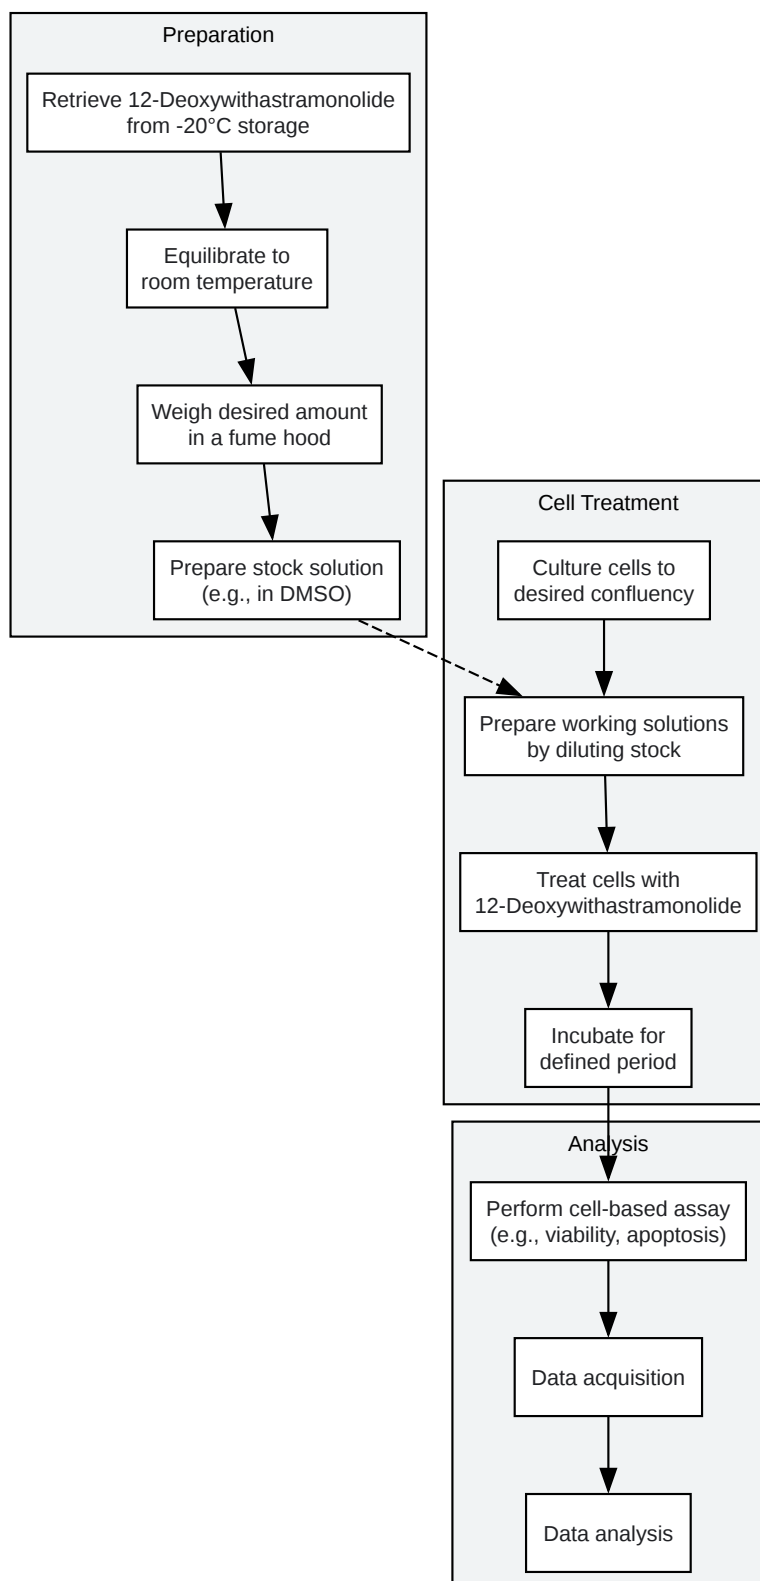 Preparation
Retrieve 12-Deoxywithastramonolide
from -20°C storage
Equilibrate to
room temperature
Weigh desired amount
in a fume hood
Prepare stock solution
(e.g., in DMSO)
Cell Treatment
Culture cells to
desired confluency
Prepare working solutions
by diluting stock
Treat cells with
12-Deoxywithastramonolide
Incubate for
defined period
Analysis
Perform cell-based assay
(e.g., viability, apoptosis)
Data acquisition
Data analysis